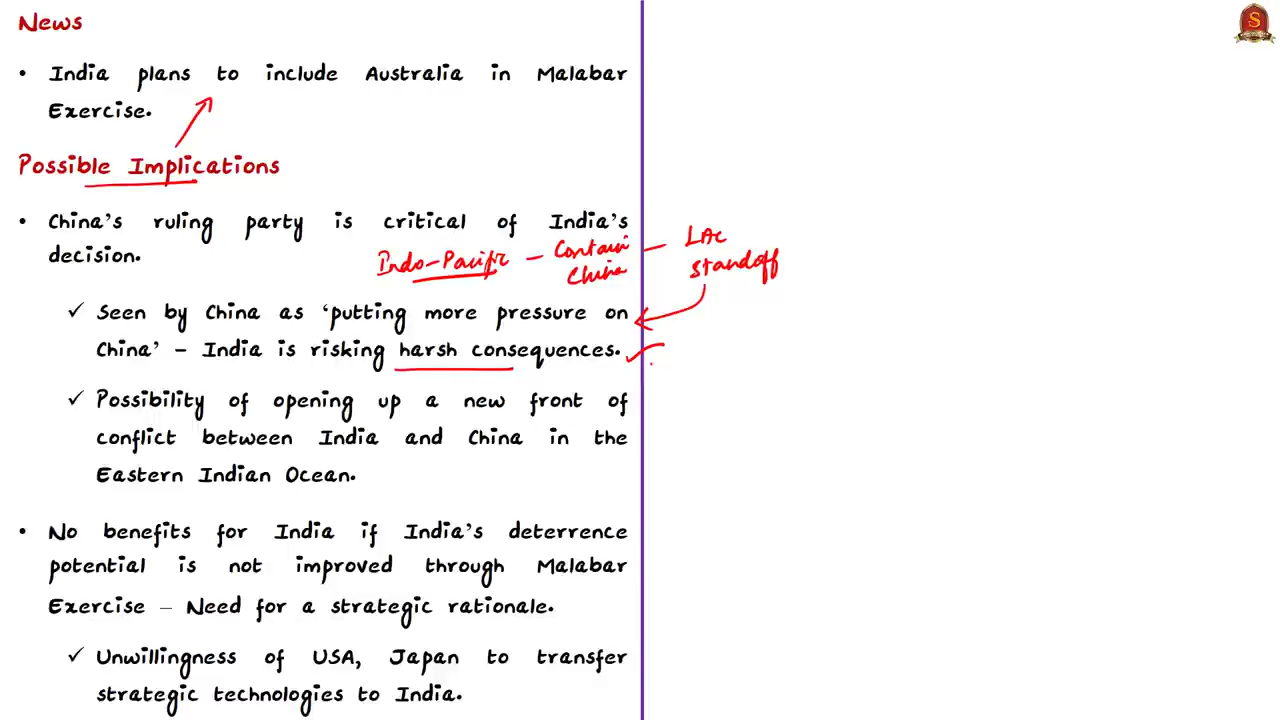 News
• India plans to include Australia in Malabar
Exercise.
Possible Implications
• China's ruling party is critical of India's
decision.
Indo-Pacific – Contain China – LAC standoff
✓ Seen by China as 'putting more pressure on
China' – India is risking harsh consequences.
✓ Possibility of opening up a new front of
conflict between India and China in the
Eastern Indian Ocean.
• No benefits for India if India's deterrence
potential is not improved through Malabar
Exercise – Need for a strategic rationale.
✓ Unwillingness of USA, Japan to transfer
strategic technologies to India.
S